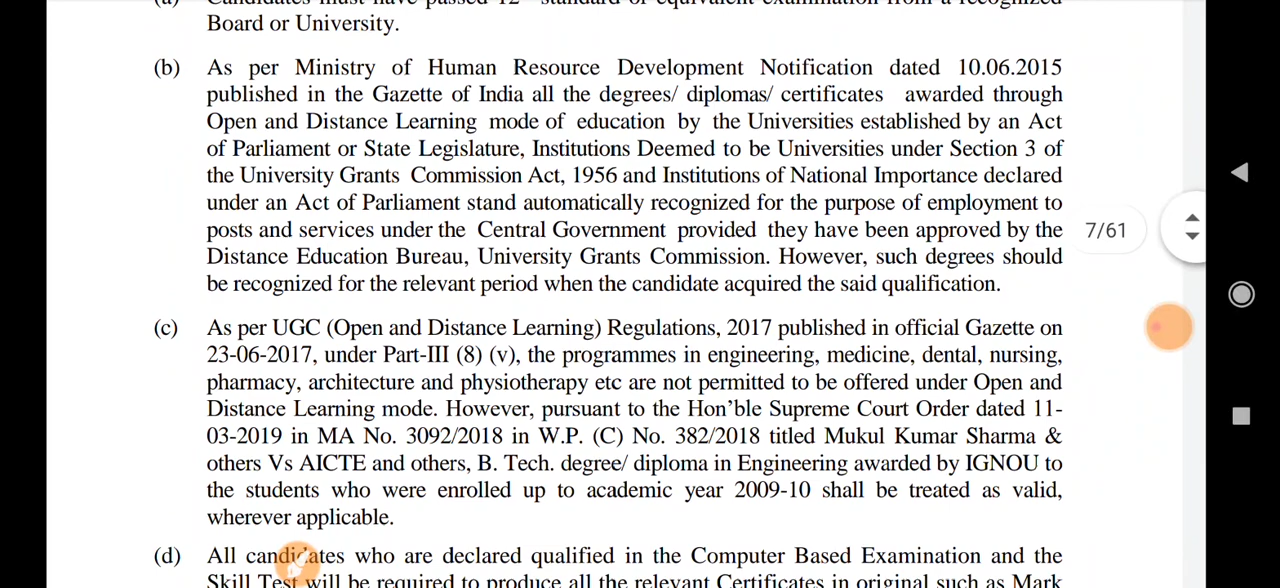 (a) Candidates must have passed 12th standard or equivalent examination from a recognized
Board or University.
(b) As per Ministry of Human Resource Development Notification dated 10.06.2015
published in the Gazette of India all the degrees/ diplomas/ certificates awarded through
Open and Distance Learning mode of education by the Universities established by an Act
of Parliament or State Legislature, Institutions Deemed to be Universities under Section 3 of
the University Grants Commission Act, 1956 and Institutions of National Importance declared
under an Act of Parliament stand automatically recognized for the purpose of employment to
posts and services under the Central Government provided they have been approved by the
Distance Education Bureau, University Grants Commission. However, such degrees should
be recognized for the relevant period when the candidate acquired the said qualification.
7/61
(c) As per UGC (Open and Distance Learning) Regulations, 2017 published in official Gazette on
23-06-2017, under Part-III (8) (v), the programmes in engineering, medicine, dental, nursing,
pharmacy, architecture and physiotherapy etc are not permitted to be offered under Open and
Distance Learning mode. However, pursuant to the Hon’ble Supreme Court Order dated 11-
03-2019 in MA No. 3092/2018 in W.P. (C) No. 382/2018 titled Mukul Kumar Sharma &
others Vs AICTE and others, B. Tech. degree/ diploma in Engineering awarded by IGNOU to
the students who were enrolled up to academic year 2009-10 shall be treated as valid,
wherever applicable.
(d) All candidates who are declared qualified in the Computer Based Examination and the
Skill Test will be required to produce all the relevant Certificates in original such as Mark